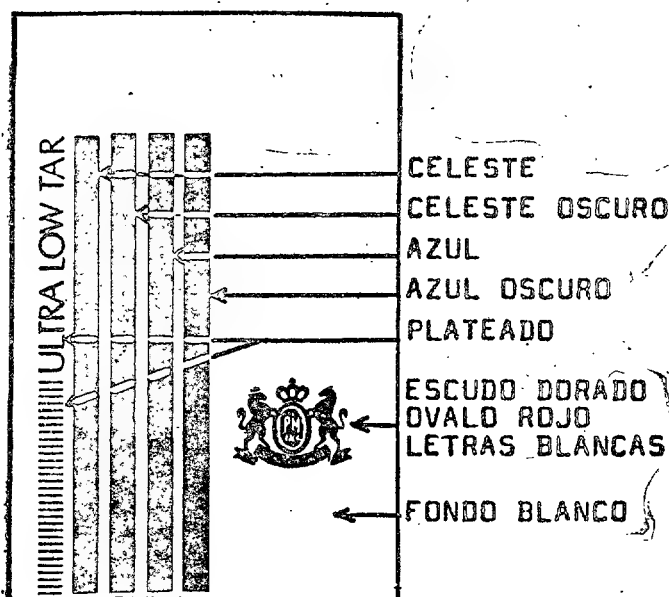 ULTRA LOW TAR
CELESTE
CELESTE OSCURO
AZUL
AZUL OSCURO
PLATEADO
ESCUDO DORADO
OVALO ROJO
LETRAS BLANCAS
FONDO BLANCO